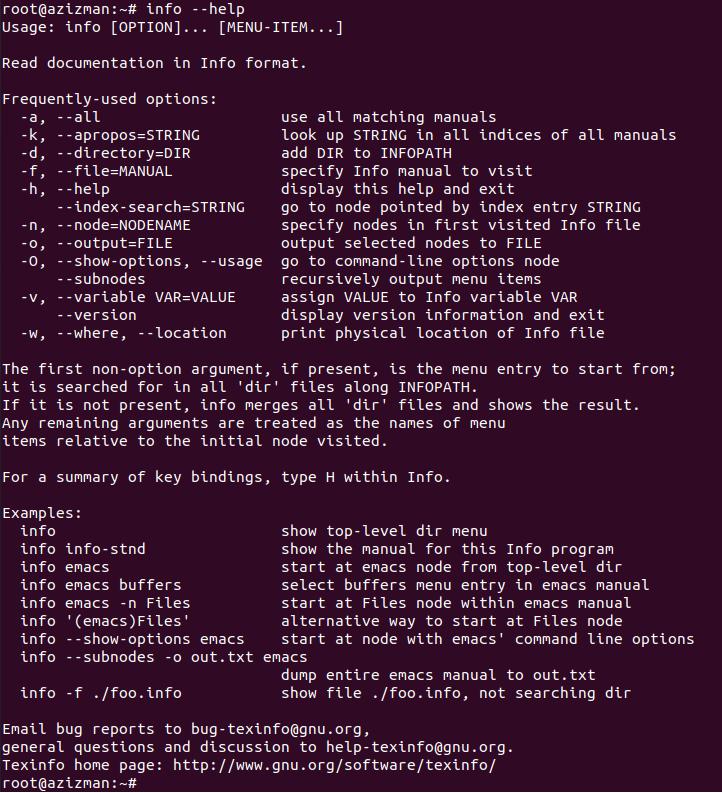 root@azizman:~# info --help
Usage: info [OPTION]... [MENU-ITEM...]

Read documentation in Info format.

Frequently-used options:
  -a, --all                    use all matching manuals
  -k, --apropos=STRING         look up STRING in all indices of all manuals
  -d, --directory=DIR          add DIR to INFOPATH
  -f, --file=MANUAL            specify Info manual to visit
  -h, --help                   display this help and exit
      --index-search=STRING    go to node pointed by index entry STRING
  -n, --node=NODENAME          specify nodes in first visited Info file
  -o, --output=FILE            output selected nodes to FILE
  -O, --show-options, --usage  go to command-line options node
      --subnodes               recursively output menu items
  -v, --variable VAR=VALUE     assign VALUE to Info variable VAR
      --version                display version information and exit
  -w, --where, --location      print physical location of Info file

The first non-option argument, if present, is the menu entry to start from;
it is searched for in all 'dir' files along INFOPATH.
If it is not present, info merges all 'dir' files and shows the result.
Any remaining arguments are treated as the names of menu
items relative to the initial node visited.

For a summary of key bindings, type H within Info.

Examples:
  info                         show top-level dir menu
  info info-stnd               show the manual for this Info program
  info emacs                   start at emacs node from top-level dir
  info emacs buffers           select buffers menu entry in emacs manual
  info emacs -n Files          start at Files node within emacs manual
  info '(emacs)Files'          alternative way to start at Files node
  info --show-options emacs    start at node with emacs' command line options
  info --subnodes -o out.txt emacs
                               dump entire emacs manual to out.txt
  info -f ./foo.info           show file ./foo.info, not searching dir

Email bug reports to bug-texinfo@gnu.org,
general questions and discussion to help-texinfo@gnu.org.
Texinfo home page: http://www.gnu.org/software/texinfo/
root@azizman:~#